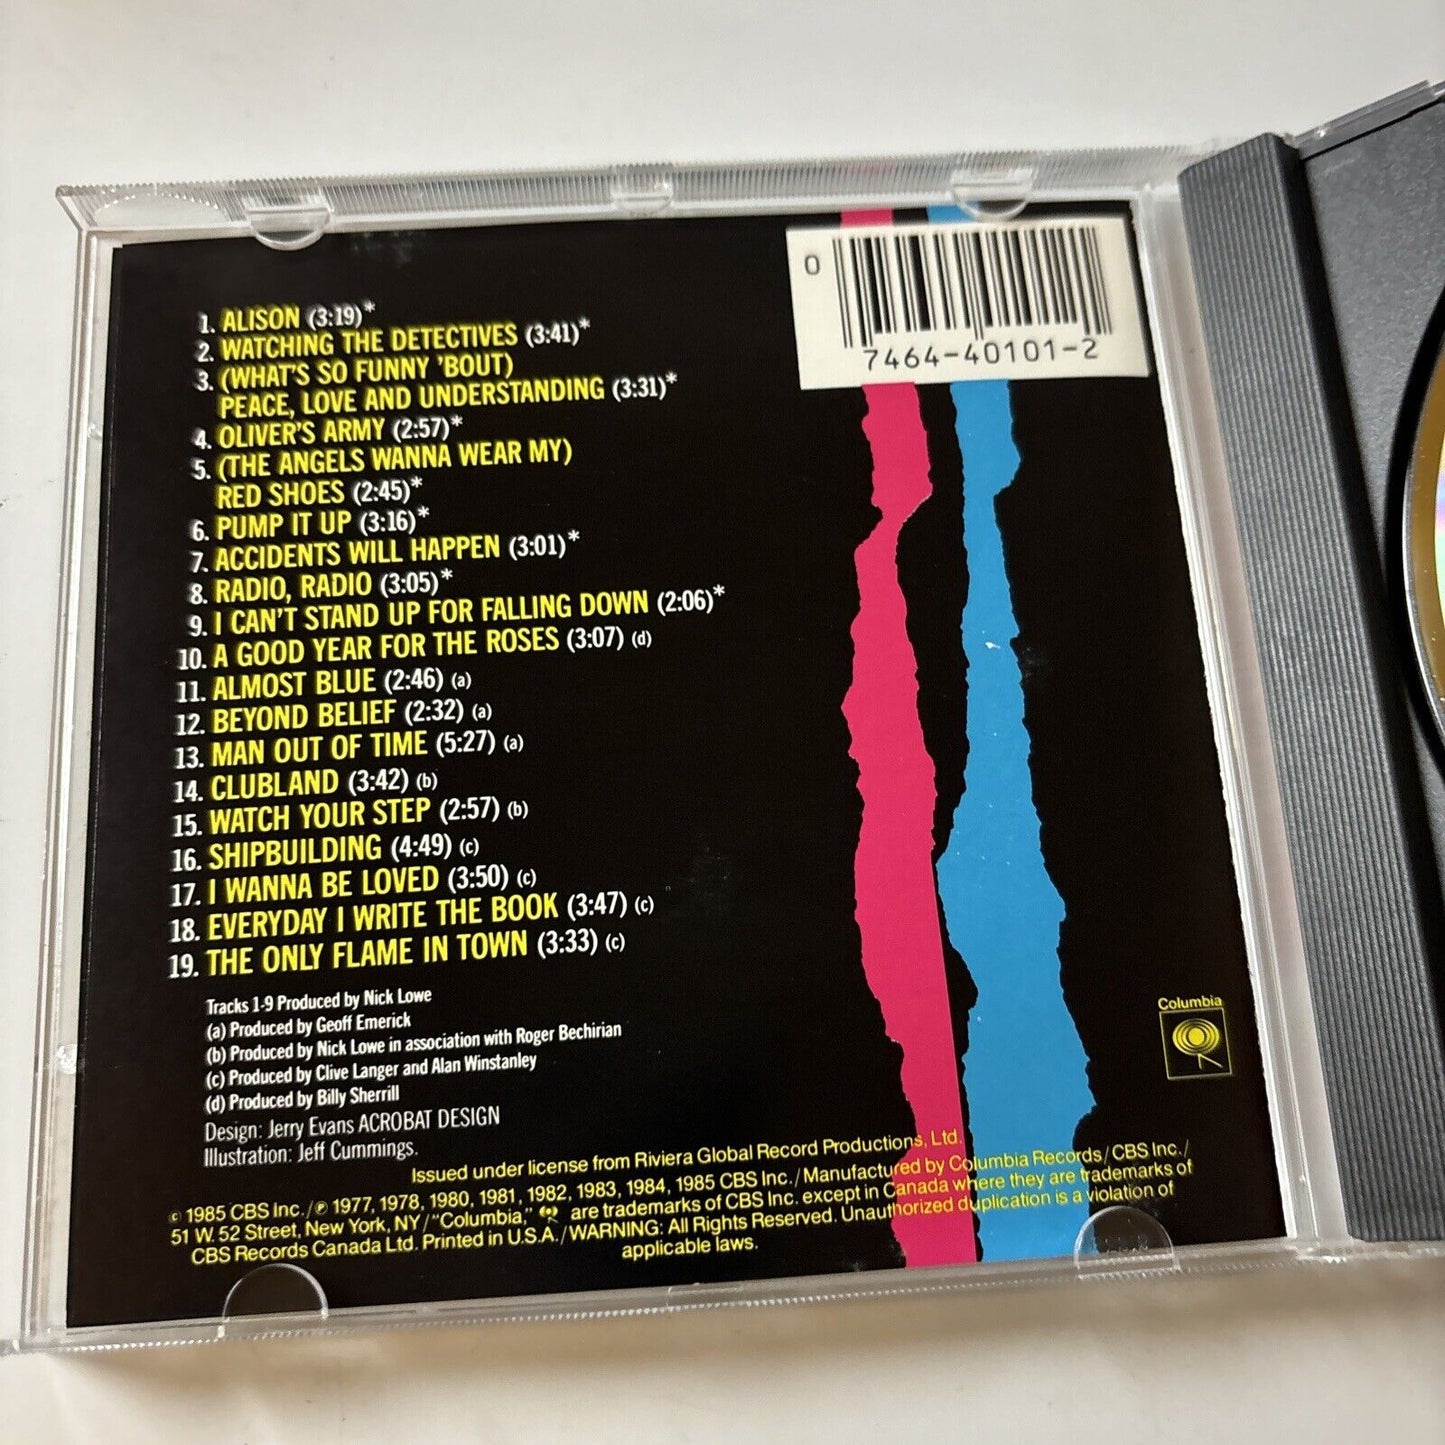 1. ALISON (3:19)*
2. WATCHING THE DETECTIVES (3:41)*
3. (WHAT'S SO FUNNY 'BOUT)
PEACE, LOVE AND UNDERSTANDING (3:31)*
4. OLIVER'S ARMY (2:57)*
5. (THE ANGELS WANNA WEAR MY)
RED SHOES (2:45)*
6. PUMP IT UP (3:16)*
7. ACCIDENTS WILL HAPPEN (3:01)*
8. RADIO, RADIO (3:05)*
9. I CAN'T STAND UP FOR FALLING DOWN (2:06)*
10. A GOOD YEAR FOR THE ROSES (3:07) (d)
11. ALMOST BLUE (2:46) (a)
12. BEYOND BELIEF (2:32) (a)
13. MAN OUT OF TIME (5:27) (a)
14. CLUBLAND (3:42) (b)
15. WATCH YOUR STEP (2:57) (b)
16. SHIPBUILDING (4:49) (c)
17. I WANNA BE LOVED (3:50) (c)
18. EVERYDAY I WRITE THE BOOK (3:47) (c)
19. THE ONLY FLAME IN TOWN (3:33) (c)
Tracks 1-9 Produced by Nick Lowe
(a) Produced by Geoff Emerick
(b) Produced by Nick Lowe in association with Roger Bechirian
(c) Produced by Clive Langer and Alan Winstanley
(d) Produced by Billy Sherrill
Design: Jerry Evans ACROBAT DESIGN
Illustration: Jeff Cummings.
Issued under license from Riviera Global Record Productions, Ltd.
© 1985 CBS Inc./℗ 1977, 1978, 1980, 1981, 1982, 1983, 1984, 1985 CBS Inc./Manufactured by Columbia Records/CBS Inc./
51 W. 52 Street, New York, NY/"Columbia," are trademarks of CBS Inc. except in Canada where they are trademarks of
CBS Records Canada Ltd. Printed in U.S.A./WARNING: All Rights Reserved. Unauthorized duplication is a violation of
applicable laws.
0
7464-40101-2
Columbia